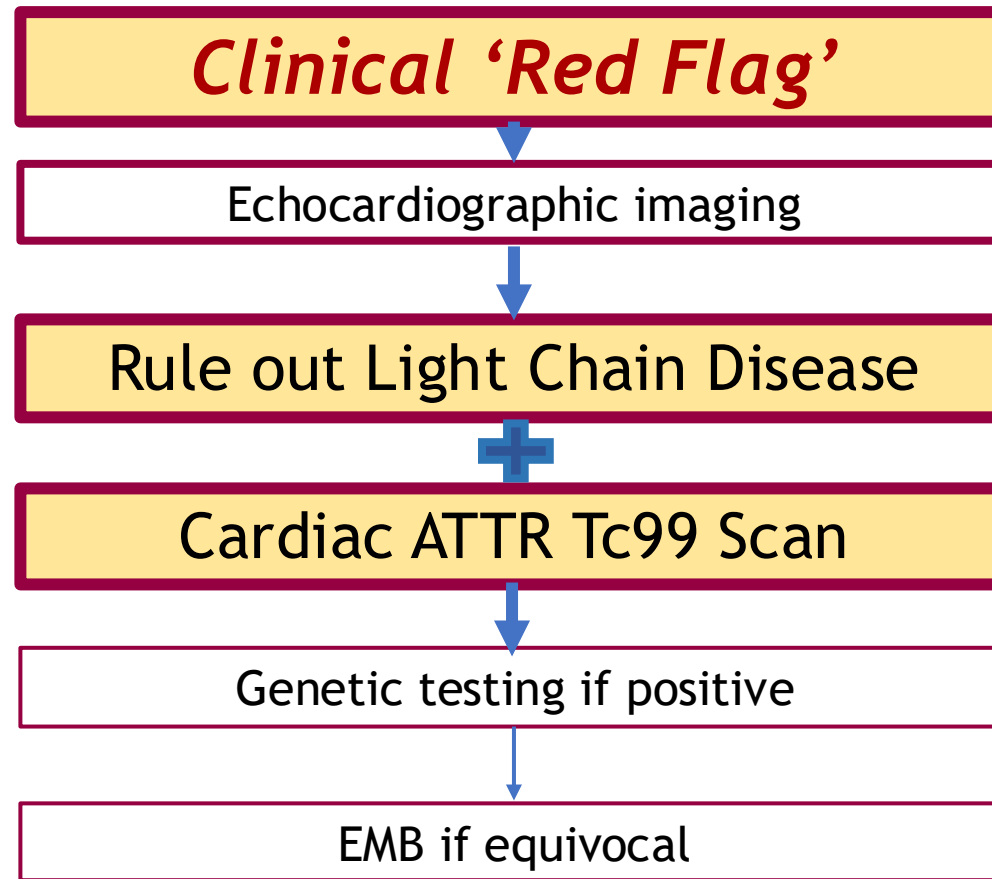 Clinical ‘Red Flag’
Echocardiographic imaging
Rule out Light Chain Disease
Cardiac ATTR Tc99 Scan
Genetic testing if positive
EMB if equivocal